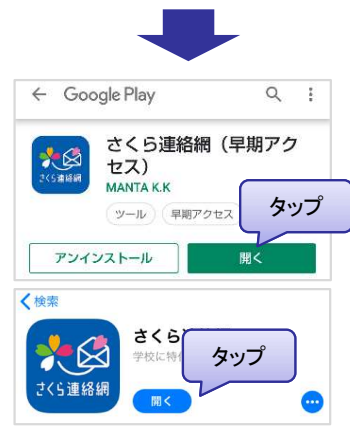 Google Play
さくら連絡網(早期アク
セス)
さくら連絡網
MANTA K.K
ツール 早期アクセス
タップ
アンインストール 開く
検索
さくら
学校に特
タップ
さくら連絡網
開く